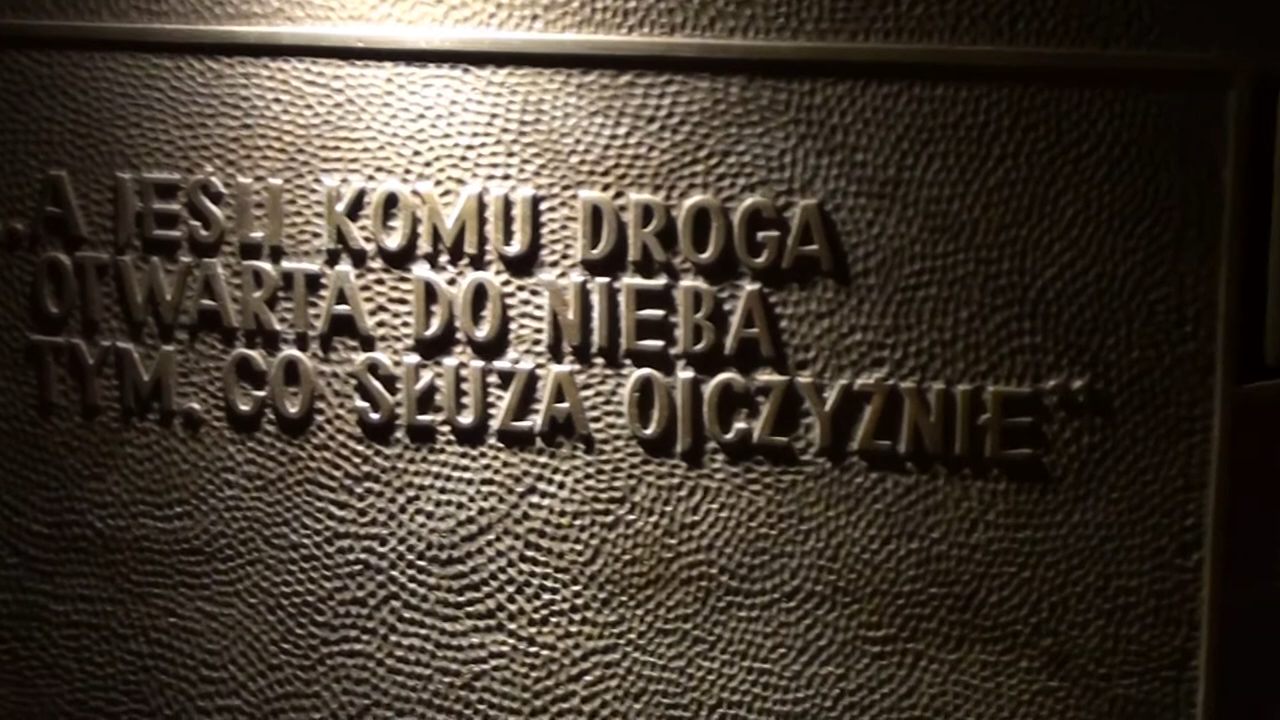 „A JEŚLI KOMU DROGA
OTWARTA DO NIEBA
TYM, CO SŁUŻĄ OJCZYŹNIE”